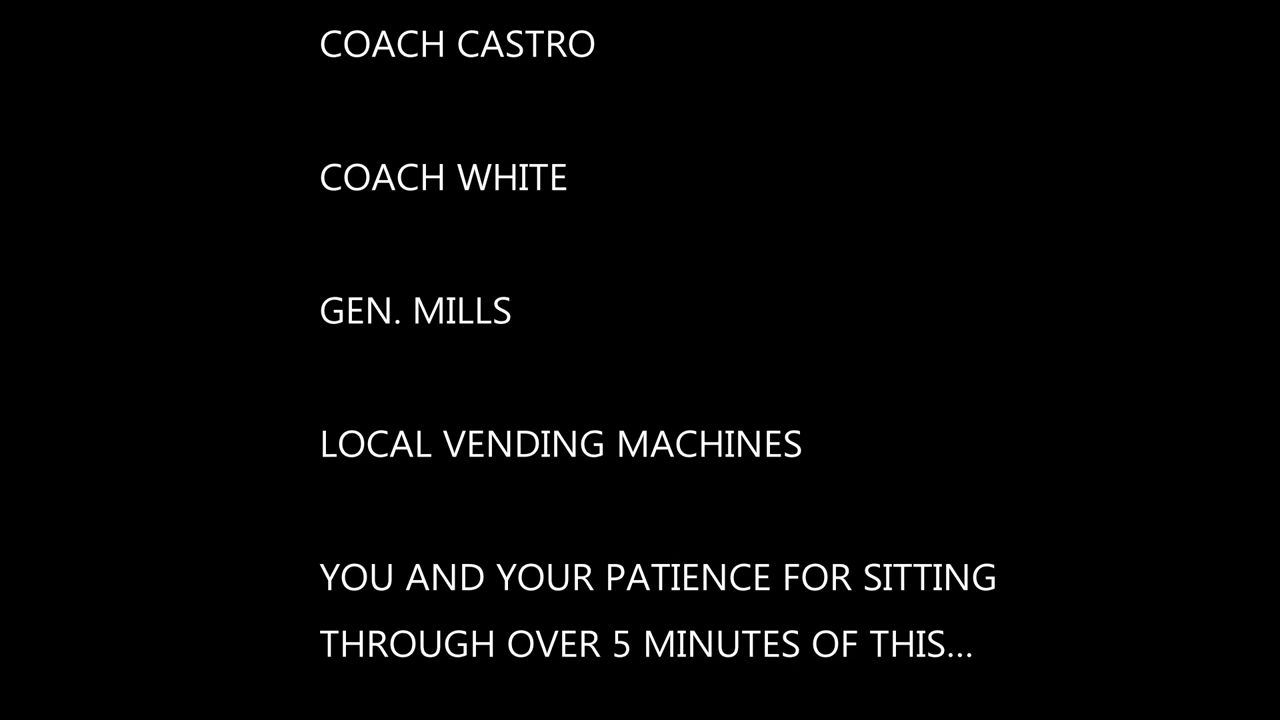 COACH CASTRO
COACH WHITE
GEN. MILLS
LOCAL VENDING MACHINES
YOU AND YOUR PATIENCE FOR SITTING
THROUGH OVER 5 MINUTES OF THIS...